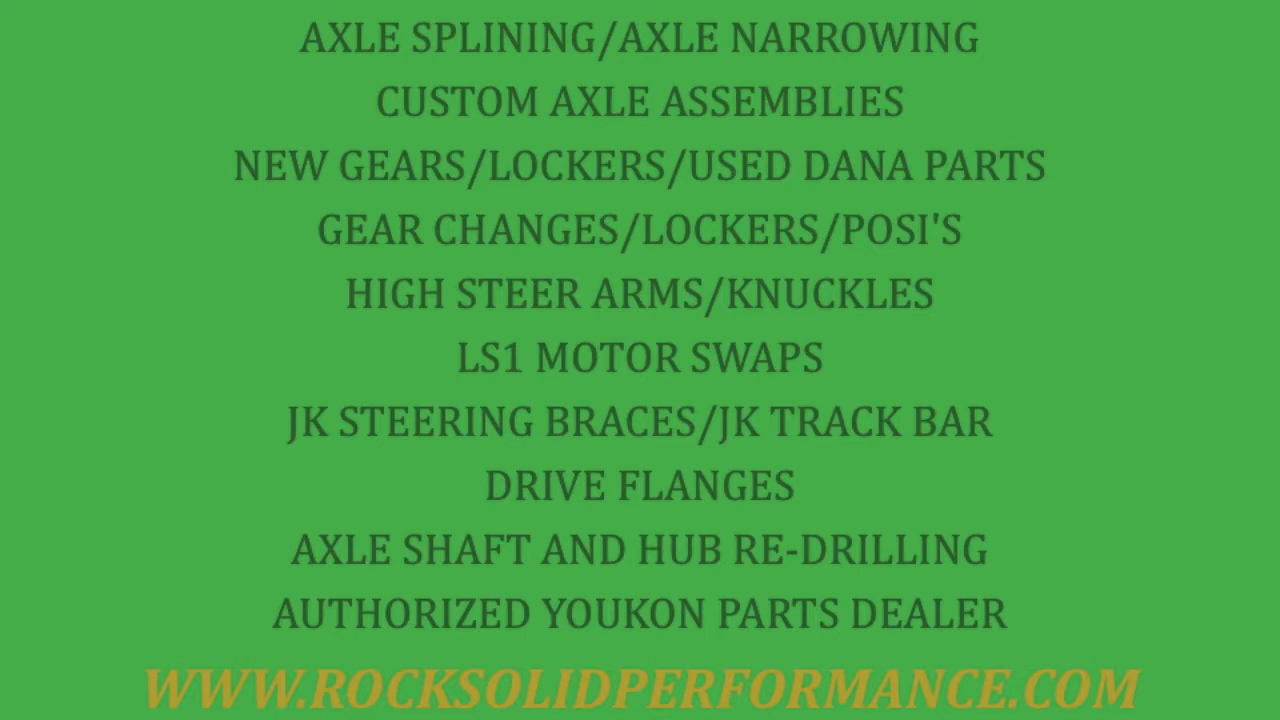 AXLE SPLINING/AXLE NARROWING
CUSTOM AXLE ASSEMBLIES
NEW GEARS/LOCKERS/USED DANA PARTS
GEAR CHANGES/LOCKERS/POSI'S
HIGH STEER ARMS/KNUCKLES
LS1 MOTOR SWAPS
JK STEERING BRACES/JK TRACK BAR
DRIVE FLANGES
AXLE SHAFT AND HUB RE-DRILLING
AUTHORIZED YOUKON PARTS DEALER
WWW.ROCKSOLIDPERFORMANCE.COM